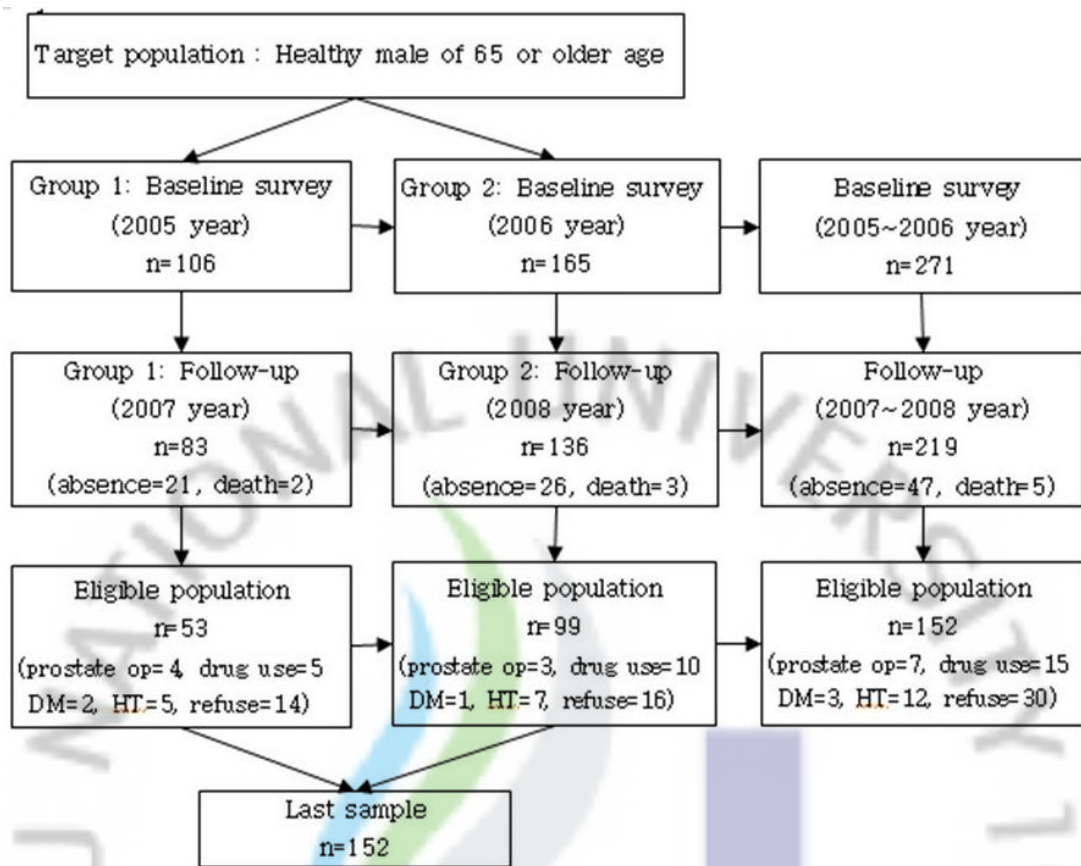 Target population : Healthy male of 65 or older age
Group 1: Baseline survey
(2005 year)
n=106
Group 2: Baseline survey
(2006 year)
n=165
Baseline survey
(2005~2006 year)
n=271
Group 1: Follow-up
(2007 year)
n=83
(absence=21, death=2)
Group 2: Follow-up
(2008 year)
n=136
(absence=26, death=3)
Follow-up
(2007~2008 year)
n=219
(absence=47, death=5)
Eligible population
n=53
(prostate op=4, drug use=5
DM=2, HT=5, refuse=14)
Eligible population
n=99
(prostate op=3, drug use=10
DM=1, HT=7, refuse=16)
Eligible population
n=152
(prostate op=7, drug use=15
DM=3, HT=12, refuse=30)
Last sample
n=152
U NATIONAL UNIVERSITY L